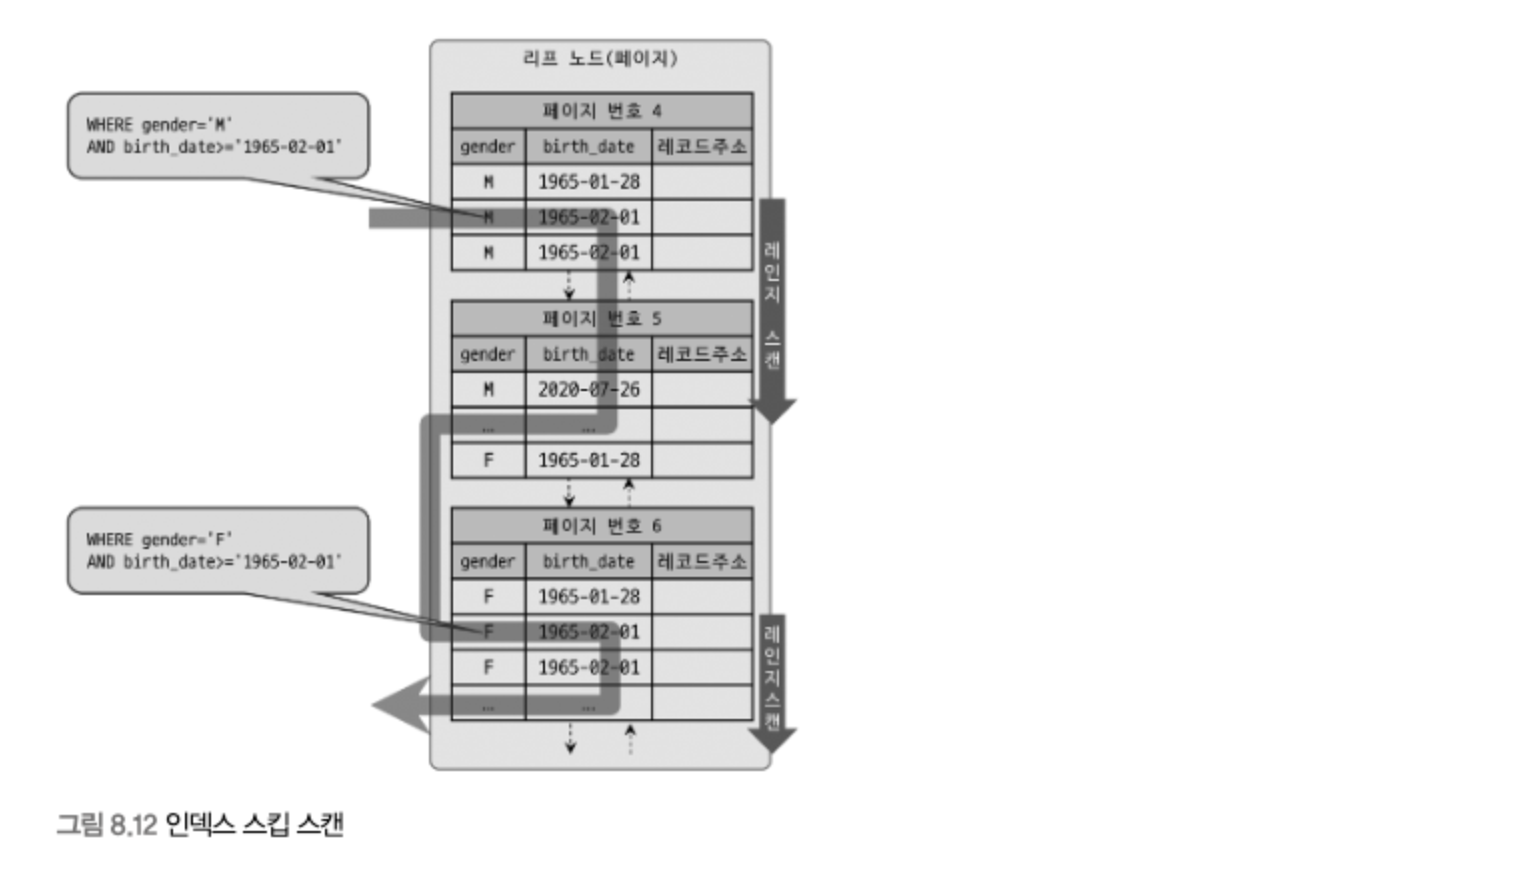 리프 노드(페이지)
WHERE gender='M'
AND birth_date>='1965-02-01'
페이지 번호 4
gender birth_date 레코드주소
M 1965-01-28
M 1965-02-01
M 1965-02-01
레인지 스캔
페이지 번호 5
gender birth_date 레코드주소
M 2020-07-26
... ...
F 1965-01-28
WHERE gender='F'
AND birth_date>='1965-02-01'
페이지 번호 6
gender birth_date 레코드주소
F 1965-01-28
F 1965-02-01
F 1965-02-01
... ...
레인지스캔
그림 8.12 인덱스 스킵 스캔